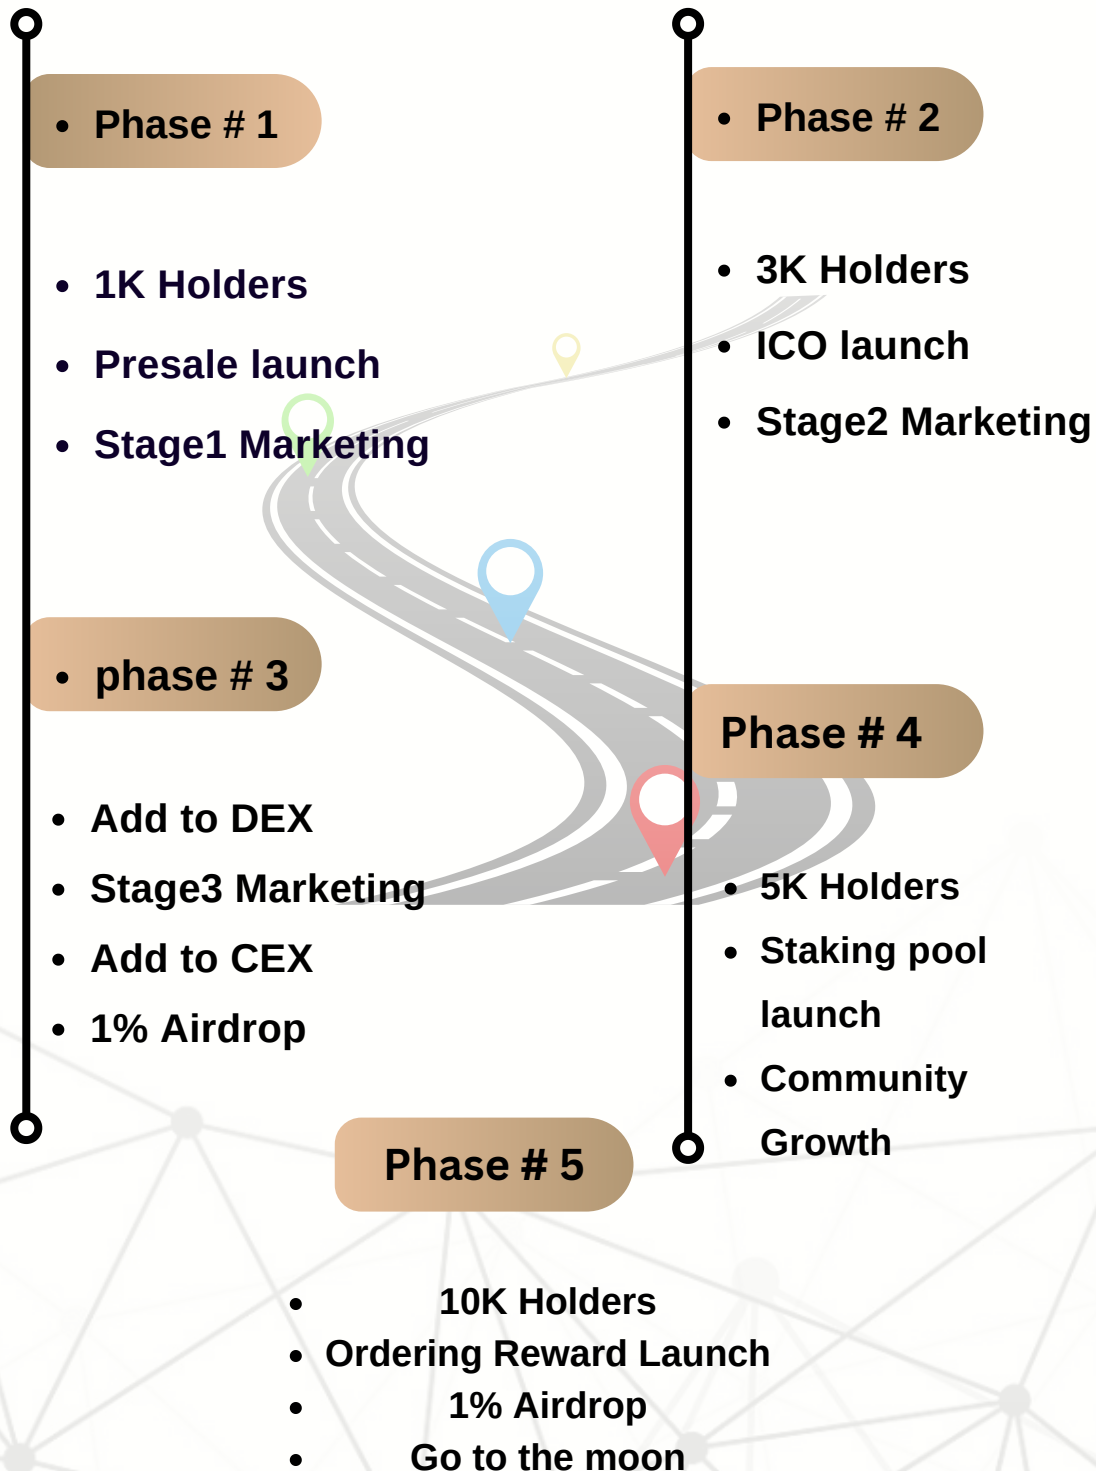 Phase # 1
1K Holders
Presale launch
Stage1 Marketing
Phase # 2
3K Holders
ICO launch
Stage2 Marketing
phase # 3
Add to DEX
Stage3 Marketing
Add to CEX
1% Airdrop
Phase # 4
5K Holders
Staking pool
launch
Community
Growth
Phase # 5
10K Holders
Ordering Reward Launch
1% Airdrop
Go to the moon